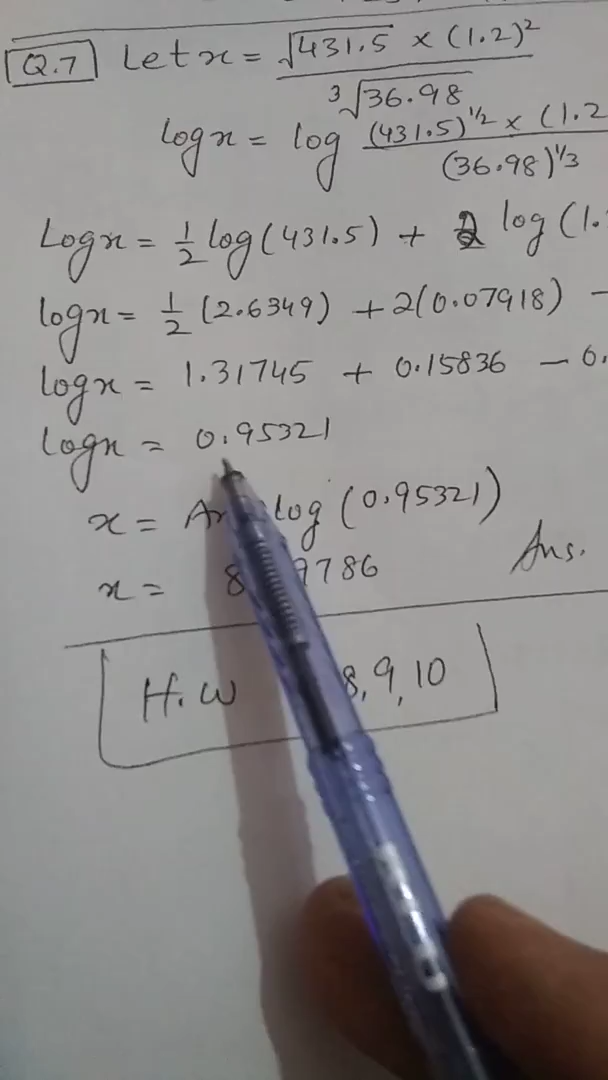 Q.7 Let x = √431.5 × (1.2)²
³√36.98
log x = log (431.5)^1/2 × (1.2
(36.98)^1/3
Log x = 1/2 log(431.5) + 2 log(1.
log x = 1/2 (2.6349) + 2(0.07918) –
log x = 1.31745 + 0.15836 – 0.
log x = 0.95321
x = log (0.95321)
x = Ans.
H.W 8, 9, 10